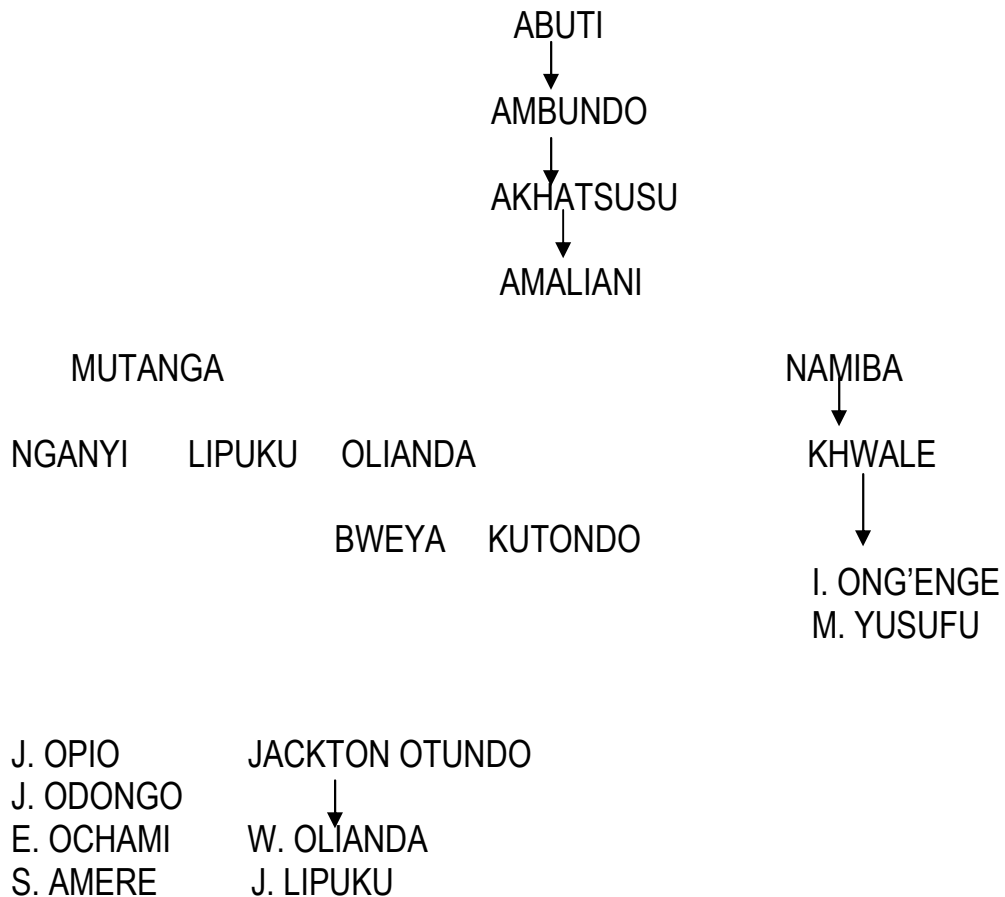 ABUTI
AMBUNDO
AKHATSUSU
AMALIANI
MUTANGA NAMIBA
NGANYI LIPUKU OLIANDA KHWALE
BWEYA KUTONDO
I. ONG’ENGE
M. YUSUFU
J. OPIO JACKTON OTUNDO
J. ODONGO
E. OCHAMI W. OLIANDA
S. AMERE J. LIPUKU